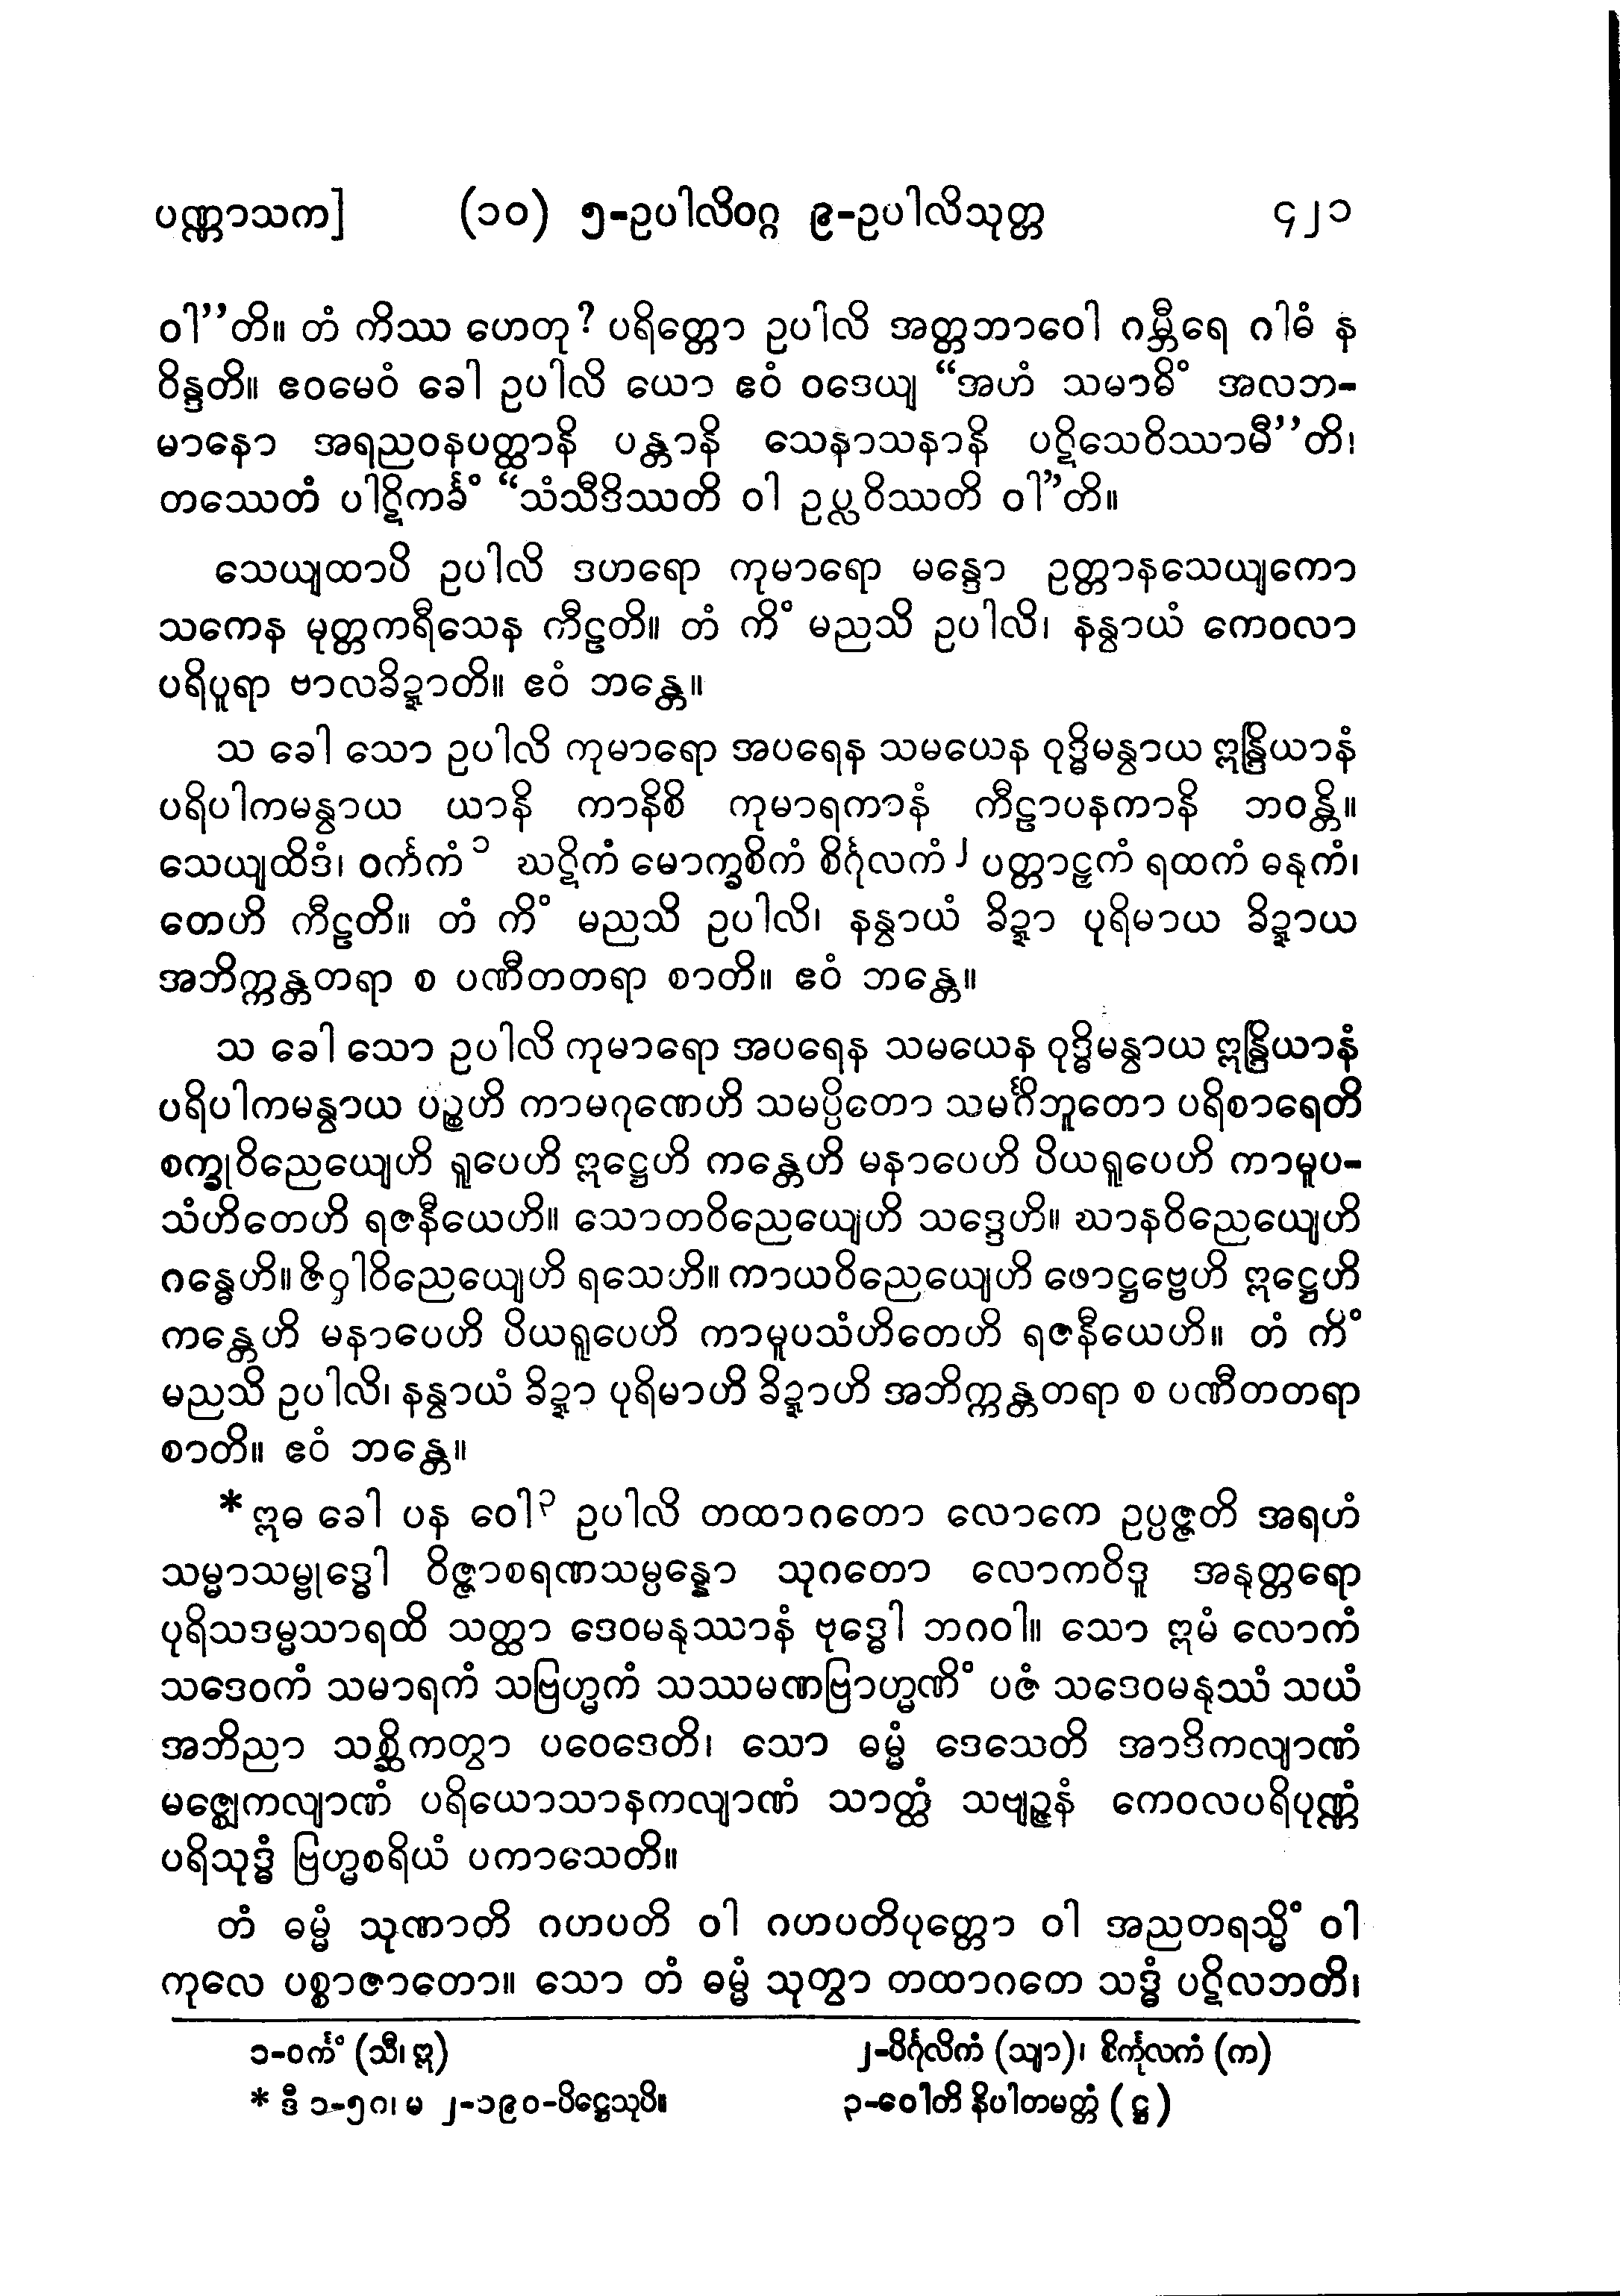 ပဏ္ဏာသက] (၁၀) ၅-ဥပါလိဝဂ္ဂ ၉-ဥပါလိသုတ္တ ၄၂၁
ဝါ’’တိ။ တံ ကိဿ ဟေတု? ပရိတ္တော ဥပါလိ အတ္တဘာဝေါ ဂမ္ဘီရေ ဂါဓံ န
ဝိန္ဒတိ။ ဧဝမေဝံ ခေါ ဥပါလိ ယော ဧဝံ ဝဒေယျ “အဟံ သမာဓိံ အလဘ-
မာနော အရညဝနပတ္ထာနိ ပန္တာနိ သေနာသနာနိ ပဋိသေဝိဿာမီ’’တိ၊
တဿေတံ ပါဋိကင်္ခံ “သံသီဒိဿတိ ဝါ ဥပ္လဝိဿတိ ဝါ”တိ။
သေယျထာပိ ဥပါလိ ဒဟရော ကုမာရော မန္ဒော ဥတ္တာနသေယျကော
သကေန မုတ္တကရီသေန ကီဠတိ။ တံ ကိံ မညသိ ဥပါလိ၊ နန္ွာယံ ကေဝလာ
ပရိပူရာ ဗာလခိဍ္ဍာတိ။ ဧဝံ ဘန္တေ။
သ ခေါ သော ဥပါလိ ကုမာရော အပရေန သမယေန ဝုဒ္ဓိမန္ွာယ ဣန္ဒြိယာနံ
ပရိပါကမန္ွာယ ယာနိ ကာနိစိ ကုမာရကာနံ ကီဠာပနကာနိ ဘဝန္တိ။
သေယျထိဒံ၊ ဝင်္ကကံ ၁ ဃဋိကံ မောက္ခစိကံ စိင်္ဂုလကံ ၂ ပတ္တာဠှကံ ရထကံ ဓနုကံ၊
တေဟိ ကီဠတိ။ တံ ကိံ မညသိ ဥပါလိ၊ နန္ွာယံ ခိဍ္ဍာ ပုရိမာယ ခိဍ္ဍာယ
အဘိက္ကန္တတရာ စ ပဏီတတရာ စာတိ။ ဧဝံ ဘန္တေ။
သ ခေါ သော ဥပါလိ ကုမာရော အပရေန သမယေန ဝုဒ္ဓိမန္ွာယ ဣန္ဒြိယာနံ
ပရိပါကမန္ွာယ ပဉ္စဟိ ကာမဂုဏေဟိ သမပ္ပိတော သမင်္ဂိဘူတော ပရိစာရေတိ
စက္ခုဝိညေယျေဟိ ရူပေဟိ ဣဋ္ဌေဟိ ကန္တေဟိ မနာပေဟိ ပိယရူပေဟိ ကာမူပ-
သံဟိတေဟိ ရဇနီယေဟိ။ သောတဝိညေယျေဟိ သဒ္ဒေဟိ။ ဃာနဝိညေယျေဟိ
ဂန္ဓေဟိ။ ဇိဝှါဝိညေယျေဟိ ရသေဟိ။ ကာယဝိညေယျေဟိ ဖောဋ္ဌဗ္ဗေဟိ ဣဋ္ဌေဟိ
ကန္တေဟိ မနာပေဟိ ပိယရူပေဟိ ကာမူပသံဟိတေဟိ ရဇနီယေဟိ။ တံ ကိံ
မညသိ ဥပါလိ၊ နန္ွာယံ ခိဍ္ဍာ ပုရိမာဟိ ခိဍ္ဍာဟိ အဘိက္ကန္တတရာ စ ပဏီတတရာ
စာတိ။ ဧဝံ ဘန္တေ။
* ဣဓ ခေါ ပန ဝေါ ၃ ဥပါလိ တထာဂတော လောကေ ဥပ္ပဇ္ဇတိ အရဟံ
သမ္မာသမ္ဗုဒ္ဓေါ ဝိဇ္ဇာစရဏသမ္ပန္နော သုဂတော လောကဝိဒူ အနုတ္တရော
ပုရိသဒမ္မသာရထိ သတ္ထာ ဒေဝမနုဿာနံ ဗုဒ္ဓေါ ဘဂဝါ။ သော ဣမံ လောကံ
သဒေဝကံ သမာရကံ သဗြဟ္မကံ သဿမဏဗြာဟ္မဏိံ ပဇံ သဒေဝမနုဿံ သယံ
အဘိညာ သစ္ဆိကတွာ ပဝေဒေတိ၊ သော ဓမ္မံ ဒေသေတိ အာဒိကလျာဏံ
မဇ္ဈေကလျာဏံ ပရိယောသာနကလျာဏံ သာတ္ထံ သဗျဉ္ဇနံ ကေဝလပရိပုဏ္ဏံ
ပရိသုဒ္ဓံ ဗြဟ္မစရိယံ ပကာသေတိ။
တံ ဓမ္မံ သုဏာတိ ဂဟပတိ ဝါ ဂဟပတိပုတ္တော ဝါ အညတရသ္မိံ ဝါ
ကုလေ ပစ္စာဇာတော။ သော တံ ဓမ္မံ သုတွာ တထာဂတေ သဒ္ဓံ ပဋိလဘတိ၊
၁-ဝင်္ကံ (သီ၊ ဣ) ၂-ပိင်္ဂုလိကံ (သျာ)၊ စိင်္ကုလကံ (က)
* ဒီ ၁-၅၈၊ မ ၂-၁၉၀-ပိဋ္ဌေသုပိ။ ၃-ဝေါတိ နိပါတမတ္တံ (ဋ္ဌ)